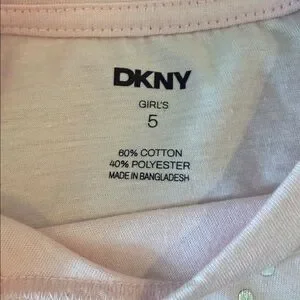 DKNY
GIRL'S
5
60% COTTON
40% POLYESTER
MADE IN BANGLADESH